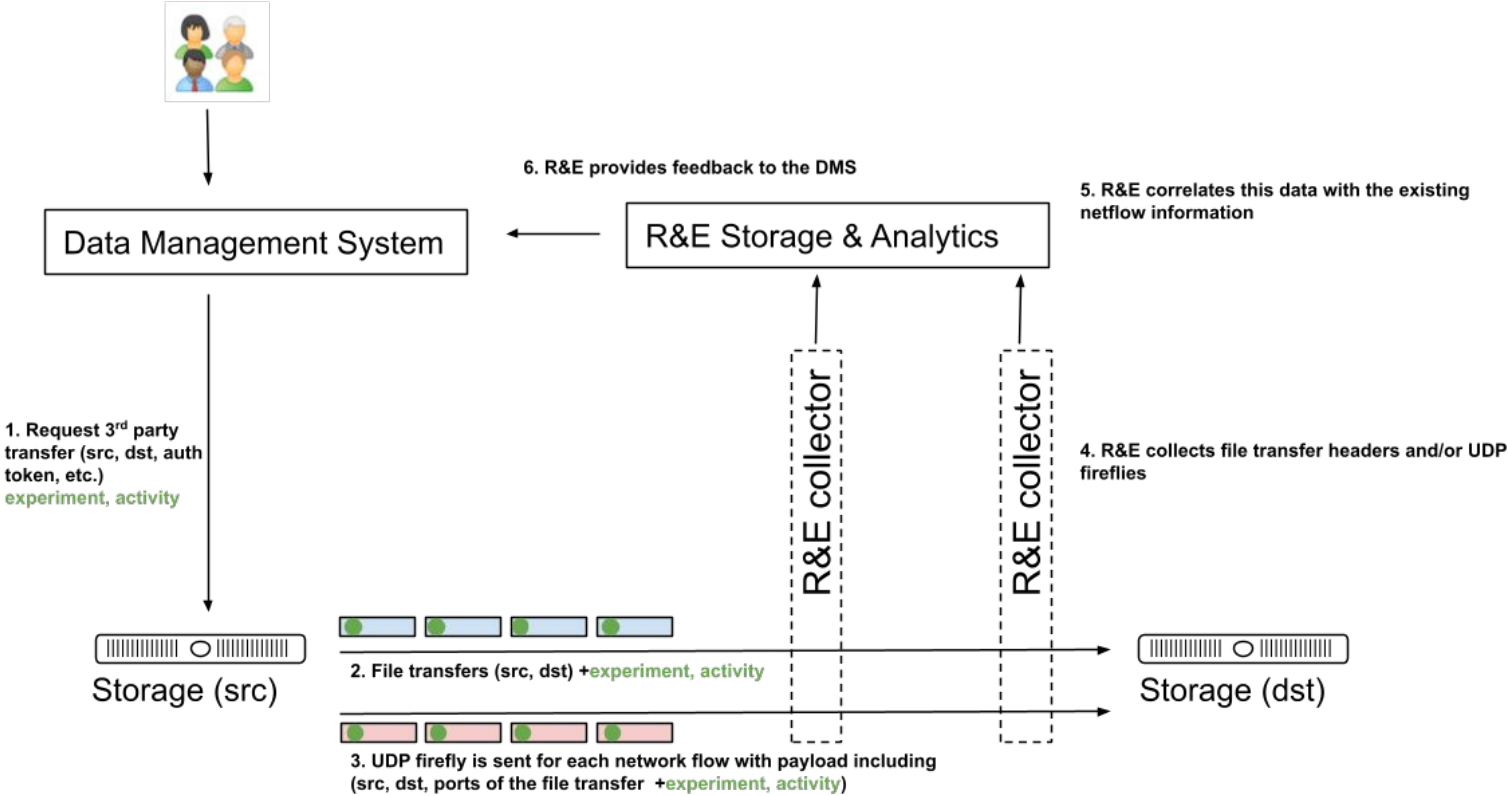 6. R&E provides feedback to the DMS
5. R&E correlates this data with the existing
netflow information
Data Management System
R&E Storage & Analytics
1. Request 3rd party
transfer (src, dst, auth
token, etc.)
experiment, activity
R&E collector
R&E collector
4. R&E collects file transfer headers and/or UDP
fireflies
2. File transfers (src, dst) +experiment, activity
Storage (src)
Storage (dst)
3. UDP firefly is sent for each network flow with payload including
(src, dst, ports of the file transfer +experiment, activity)